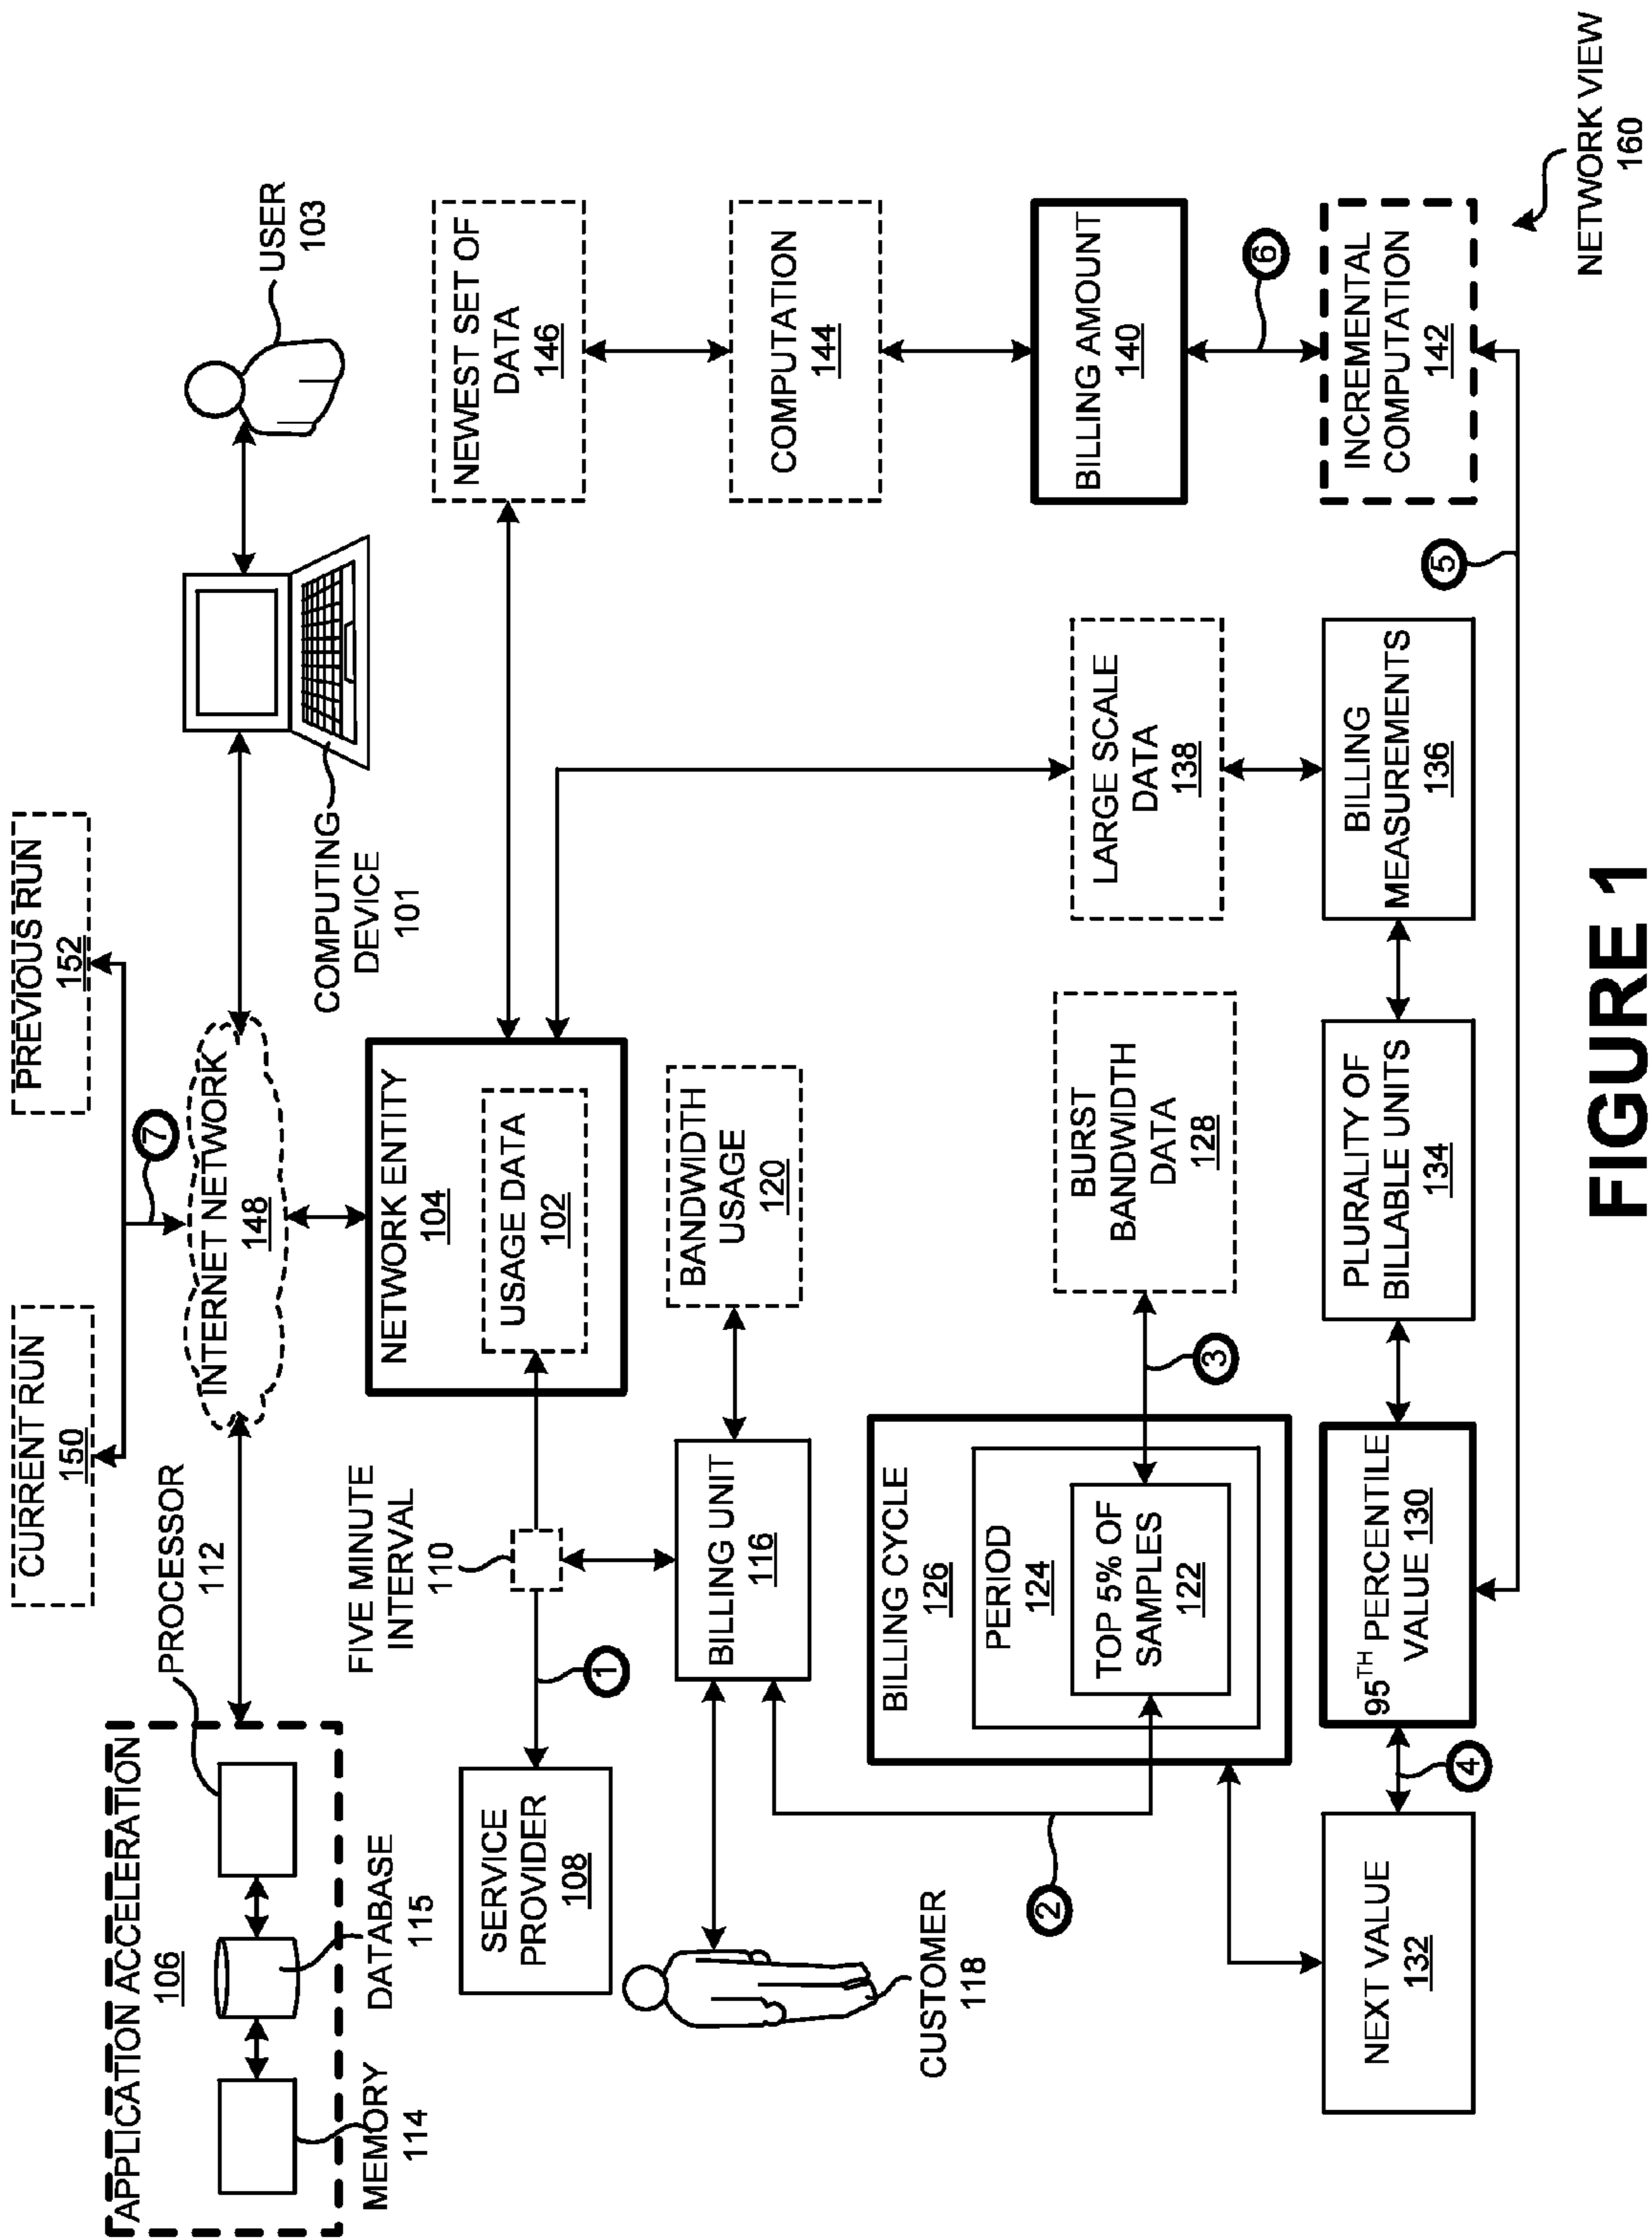 CURRENT RUN
150
PREVIOUS RUN
152
7
APPLICATION ACCELERATION
106
PROCESSOR
112
MEMORY
114
DATABASE
115
INTERNET NETWORK
148
COMPUTING
DEVICE
101
USER
103
FIVE MINUTE
INTERVAL
110
1
SERVICE
PROVIDER
108
NETWORK ENTITY
104
USAGE DATA
102
NEWEST SET OF
DATA
146
CUSTOMER
118
BILLING UNIT
116
BANDWIDTH
USAGE
120
COMPUTATION
144
2
BILLING CYCLE
126
PERIOD
124
TOP 5% OF
SAMPLES
122
3
BURST
BANDWIDTH
DATA
128
LARGE SCALE
DATA
138
BILLING AMOUNT
140
6
NEXT VALUE
132
4
95TH PERCENTILE
VALUE 130
PLURALITY OF
BILLABLE UNITS
134
BILLING
MEASUREMENTS
136
5
INCREMENTAL
COMPUTATION
142
NETWORK VIEW
160
FIGURE 1